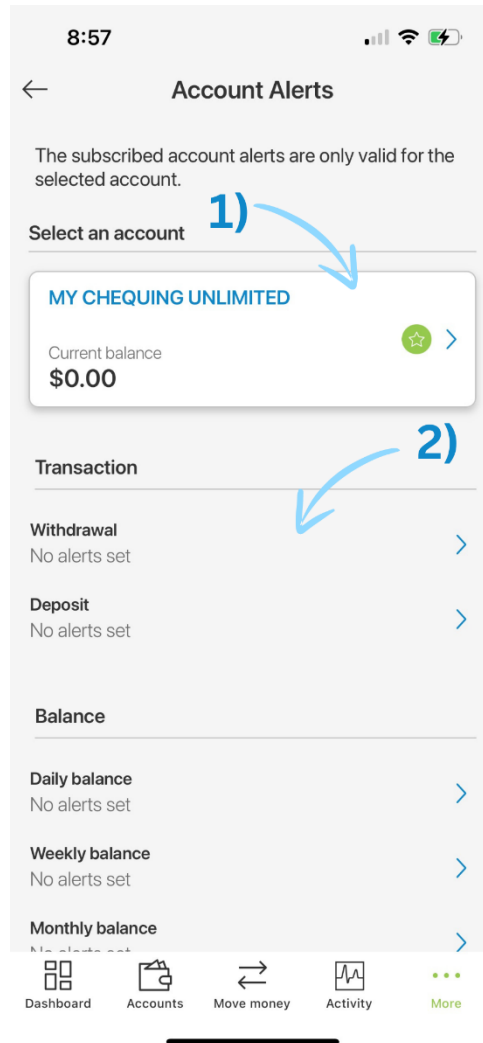 8:57
Account Alerts
The subscribed account alerts are only valid for the
selected account.
1)
Select an account
MY CHEQUING UNLIMITED
Current balance
$0.00
2)
Transaction
Withdrawal
No alerts set
Deposit
No alerts set
Balance
Daily balance
No alerts set
Weekly balance
No alerts set
Monthly balance
Dashboard Accounts Move money Activity More